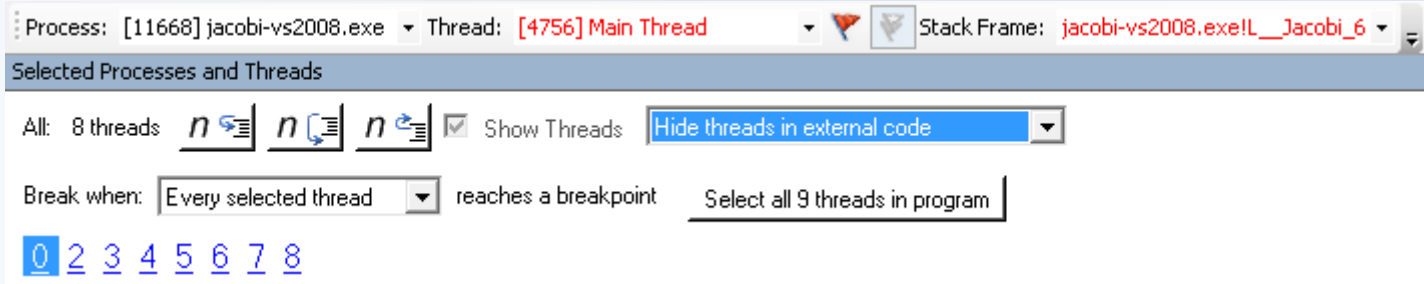 Process: [11668] jacobi-vs2008.exe Thread: [4756] Main Thread Stack Frame: jacobi-vs2008.exe!L__Jacobi_6
Selected Processes and Threads
All: 8 threads n n n Show Threads Hide threads in external code
Break when: Every selected thread reaches a breakpoint Select all 9 threads in program
0 2 3 4 5 6 7 8